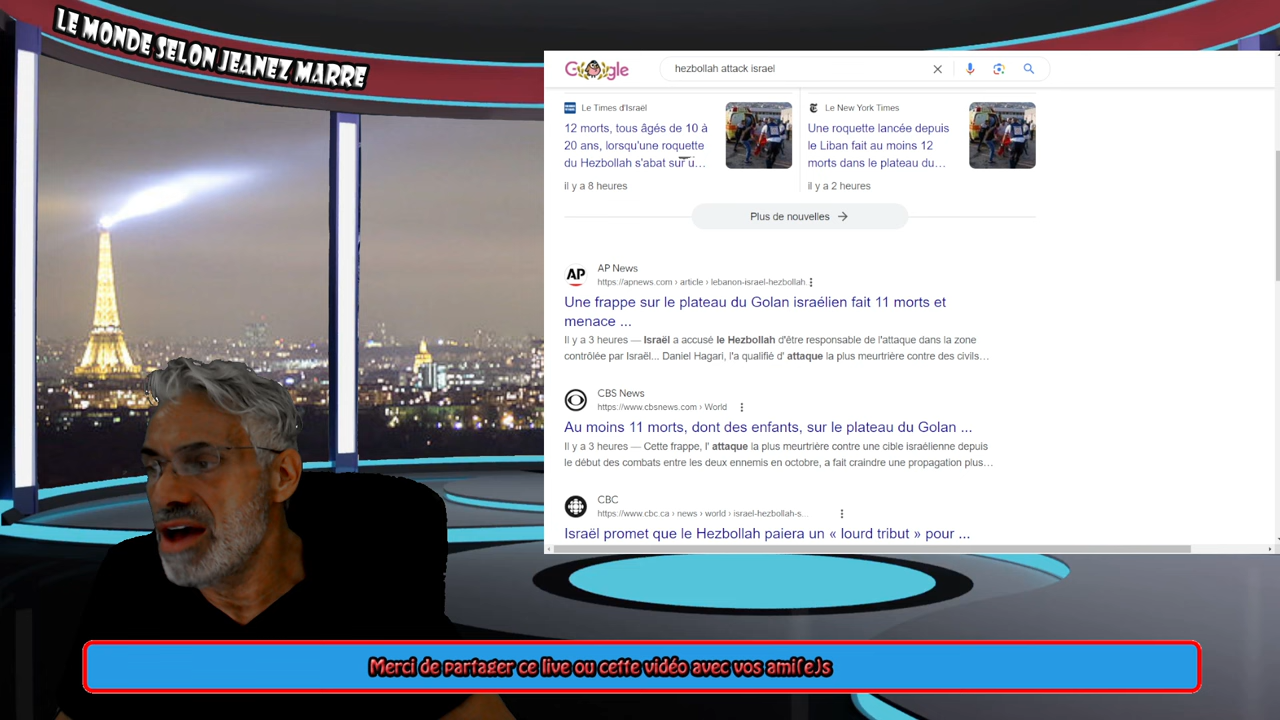 LE MONDE SELON JEANEZ MARRE
Google
hezbollah attack israel
Le Times d'Israël
12 morts, tous âgés de 10 à
20 ans, lorsqu'une roquette
du Hezbollah s'abat sur u...
il y a 8 heures
Le New York Times
Une roquette lancée depuis
le Liban fait au moins 12
morts dans le plateau du...
il y a 2 heures
Plus de nouvelles
AP
AP News
https://apnews.com › article › lebanon-israel-hezbollah.
Une frappe sur le plateau du Golan israélien fait 11 morts et
menace ...
Il y a 3 heures — Israël a accusé le Hezbollah d'être responsable de l'attaque dans la zone
contrôlée par Israël... Daniel Hagari, l'a qualifié d' attaque la plus meurtrière contre des civils...
CBS News
https://www.cbsnews.com › World
Au moins 11 morts, dont des enfants, sur le plateau du Golan ...
Il y a 3 heures — Cette frappe, l' attaque la plus meurtrière contre une cible israélienne depuis
le début des combats entre les deux ennemis en octobre, a fait craindre une propagation plus...
CBC
https://www.cbc.ca › news › world › israel-hezbollah-s...
Israël promet que le Hezbollah paiera un « lourd tribut » pour ...
Merci de partager ce live ou cette vidéo avec vos ami(e)s